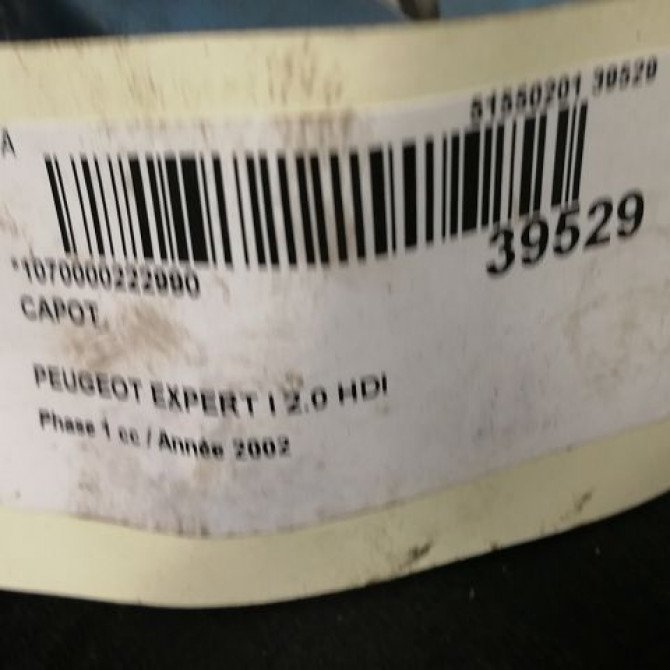 51550201 39529
A
39529
*1070000222990
CAPOT,
PEUGEOT EXPERT I 2.0 HDI
Phase 1 cc / Année 2002